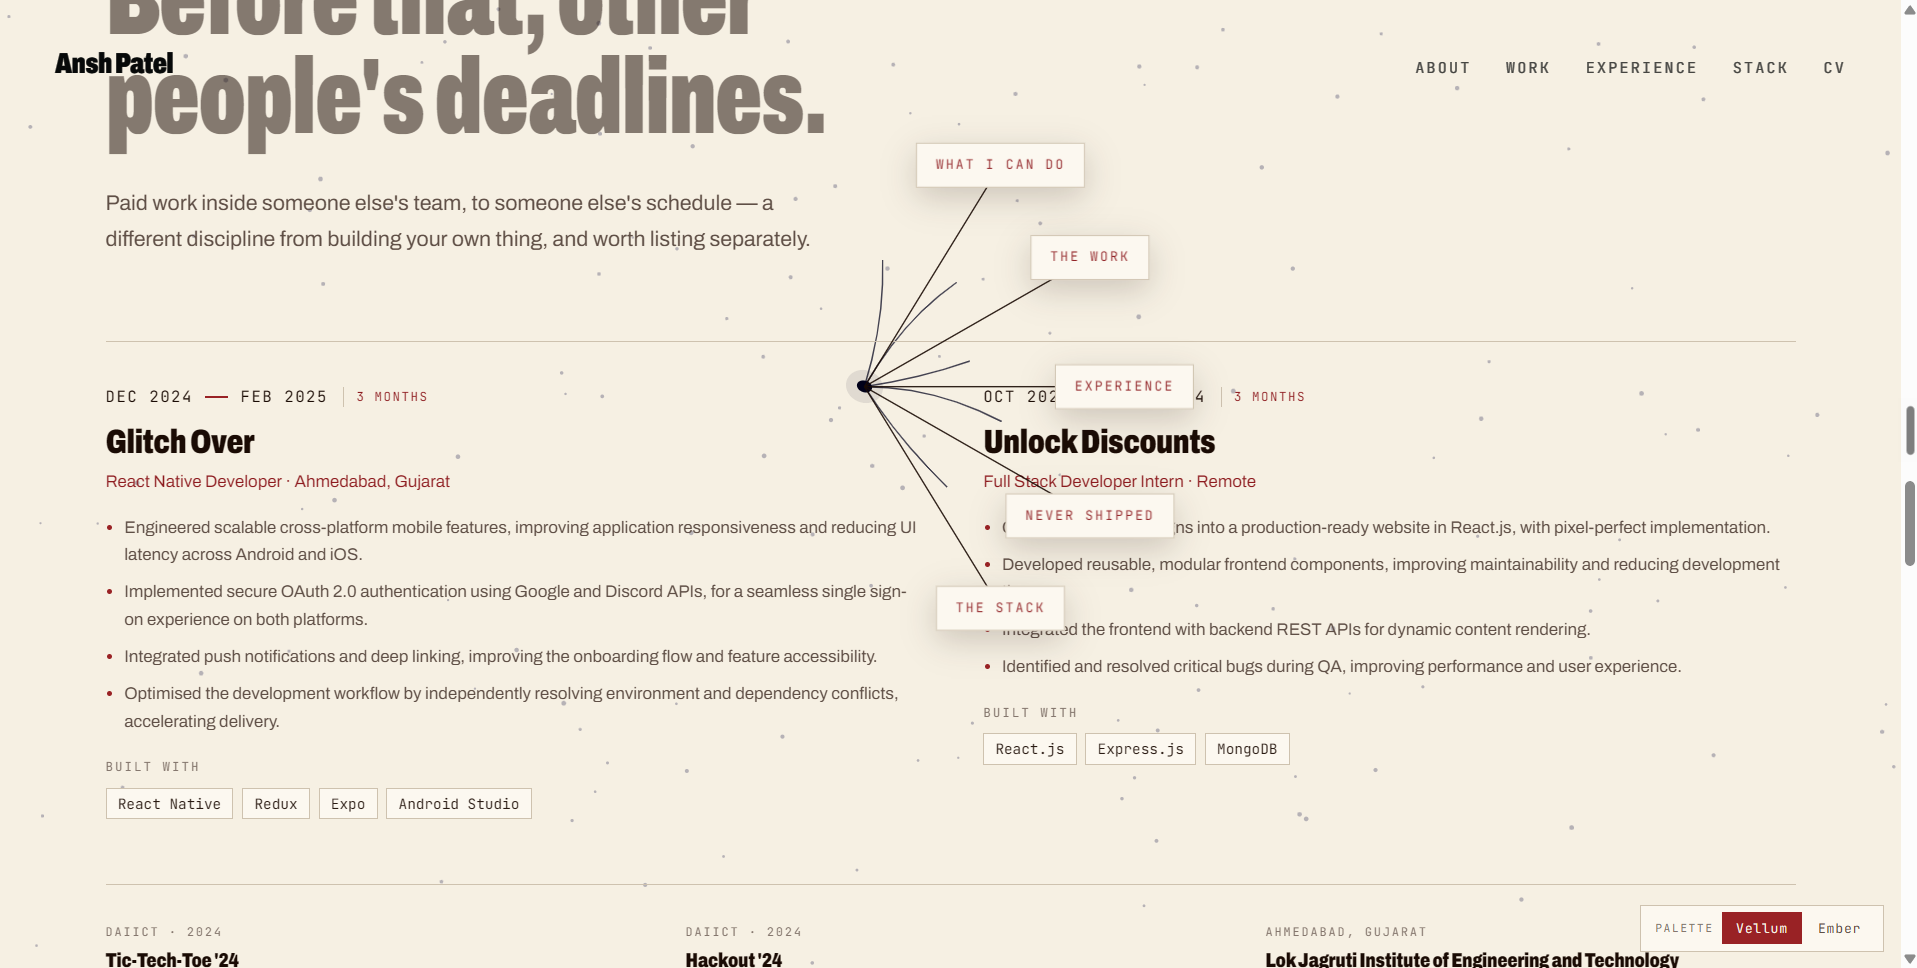 Before that, other
people's deadlines.
Ansh Patel
ABOUT WORK EXPERIENCE STACK CV
Paid work inside someone else's team, to someone else's schedule — a
different discipline from building your own thing, and worth listing separately.
WHAT I CAN DO
THE WORK
EXPERIENCE
NEVER SHIPPED
THE STACK
DEC 2024 — FEB 2025 3 MONTHS
Glitch Over
React Native Developer · Ahmedabad, Gujarat
• Engineered scalable cross-platform mobile features, improving application responsiveness and reducing UI
latency across Android and iOS.
• Implemented secure OAuth 2.0 authentication using Google and Discord APIs, for a seamless single sign-
on experience on both platforms.
• Integrated push notifications and deep linking, improving the onboarding flow and feature accessibility.
• Optimised the development workflow by independently resolving environment and dependency conflicts,
accelerating delivery.
BUILT WITH
React Native Redux Expo Android Studio
OCT 3 MONTHS
Unlock Discounts
Full Stack Developer Intern · Remote
into a production-ready website in React.js, with pixel-perfect implementation.
• Developed reusable, modular frontend components, improving maintainability and reducing development
• Integrated the frontend with backend REST APIs for dynamic content rendering.
• Identified and resolved critical bugs during QA, improving performance and user experience.
BUILT WITH
React.js Express.js MongoDB
DAIICT · 2024
Tic-Tech-Toe '24
DAIICT · 2024
Hackout '24
AHMEDABAD, GUJARAT
Lok Jagruti Institute of Engineering and Technology
PALETTE Vellum Ember